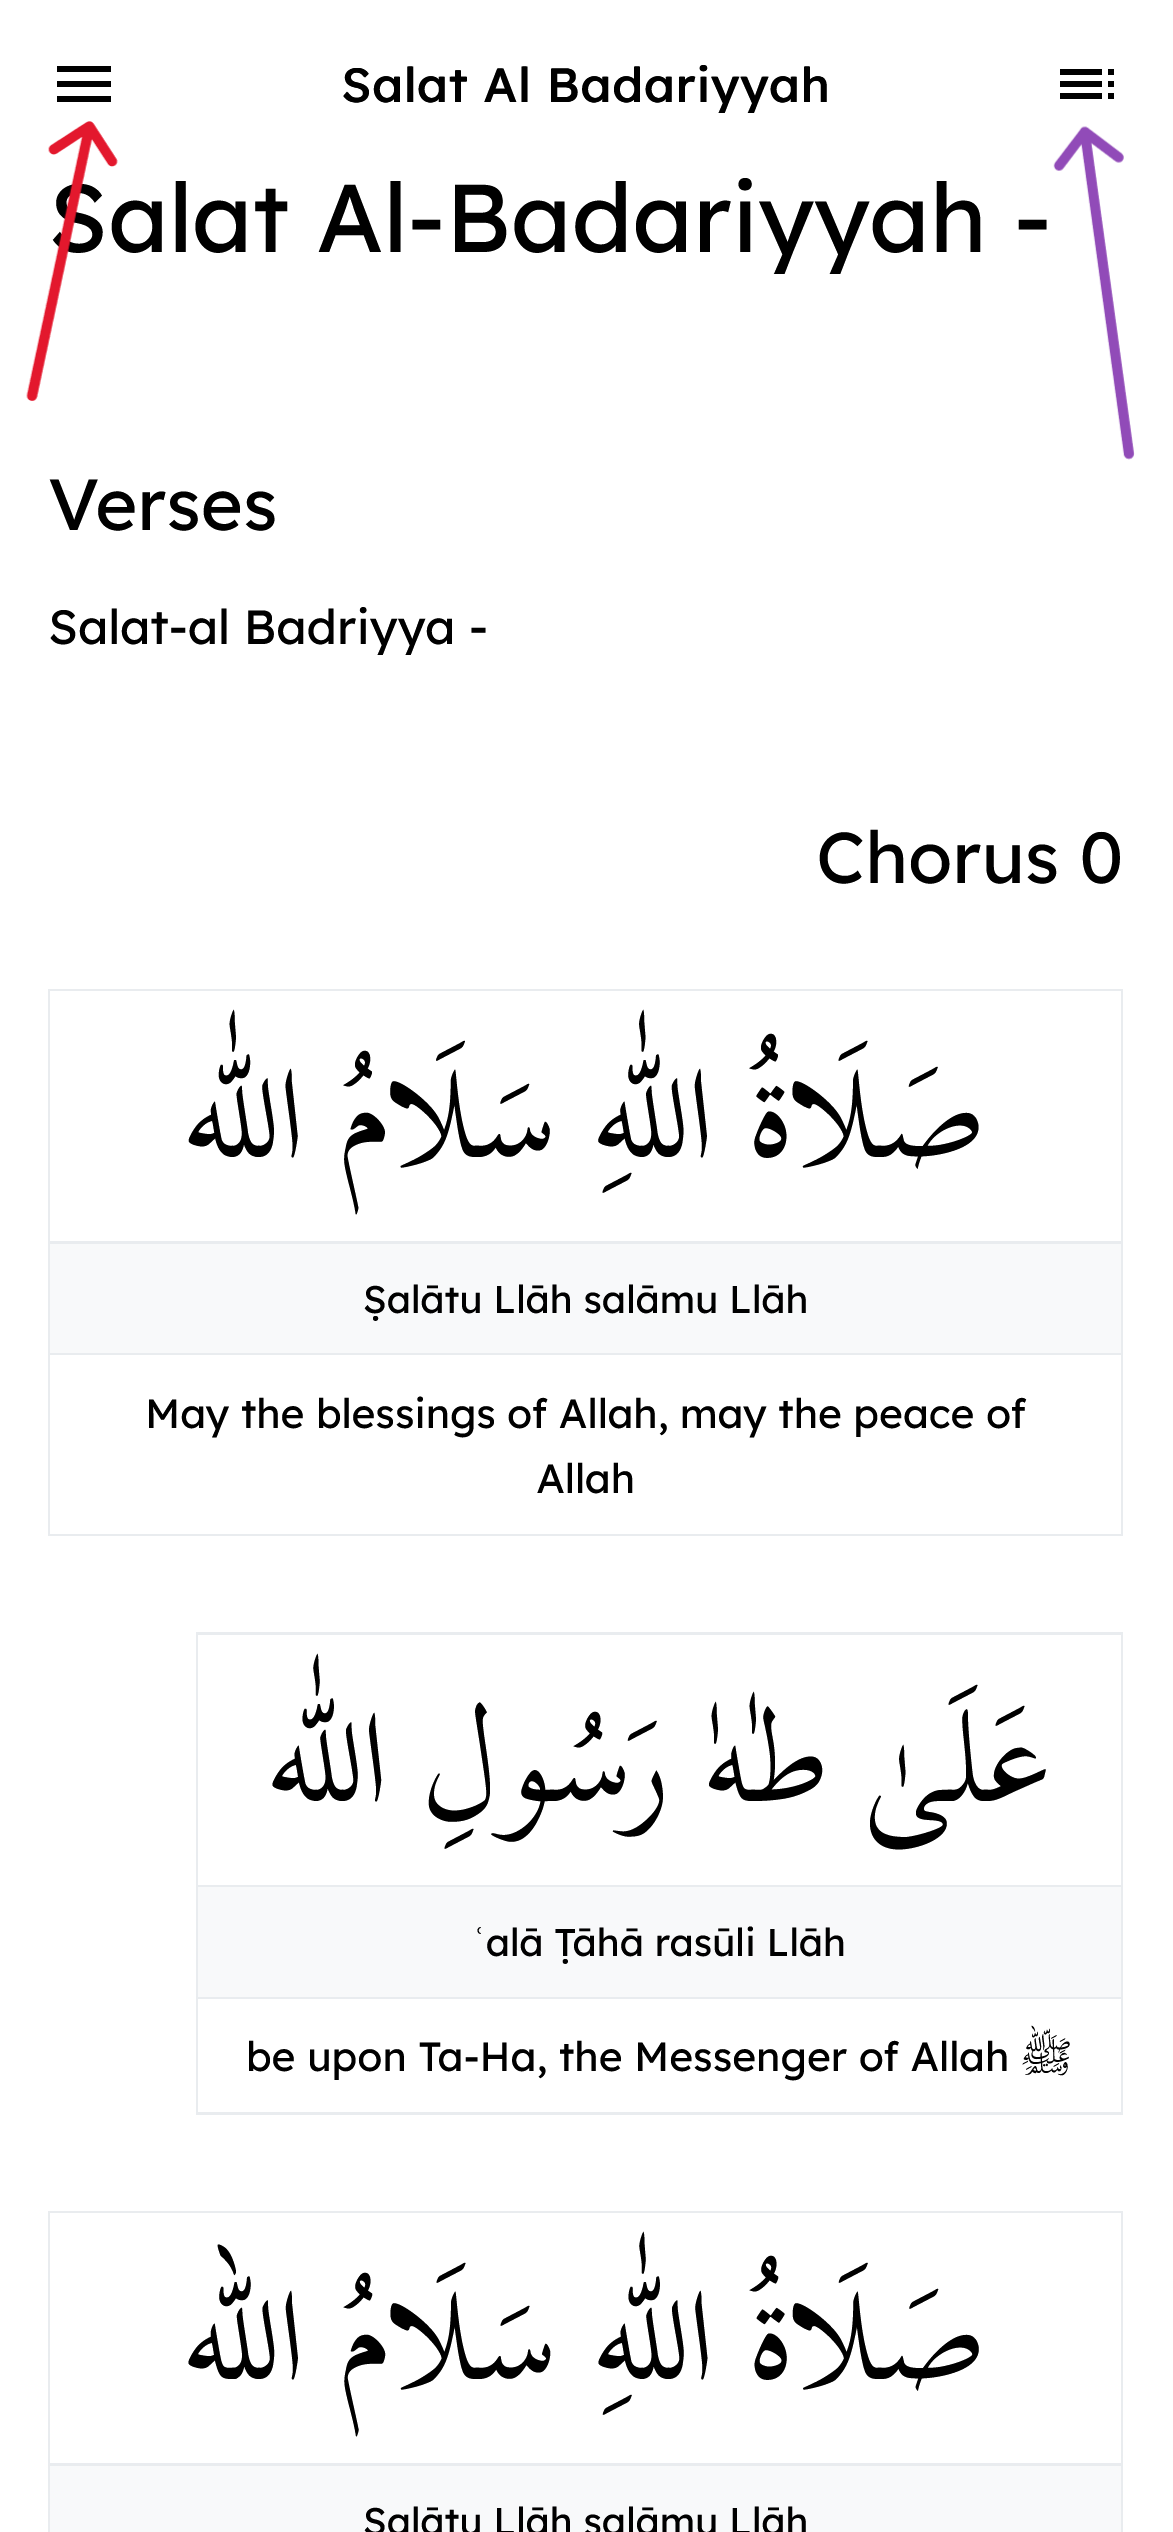 Salat Al Badariyyah
Salat Al-Badariyyah -
Verses
Salat-al Badriyya -
Chorus 0
صَلَاةُ اللّٰهِ سَلَامُ اللّٰه
Ṣalātu Llāh salāmu Llāh
May the blessings of Allah, may the peace of
Allah
عَلَىٰ طٰهٰ رَسُولِ اللّٰه
ʿalā Ṭāhā rasūli Llāh
be upon Ta-Ha, the Messenger of Allah ﷺ
صَلَاةُ اللّٰهِ سَلَامُ اللّٰه
Ṣalātu Llāh salāmu Llāh